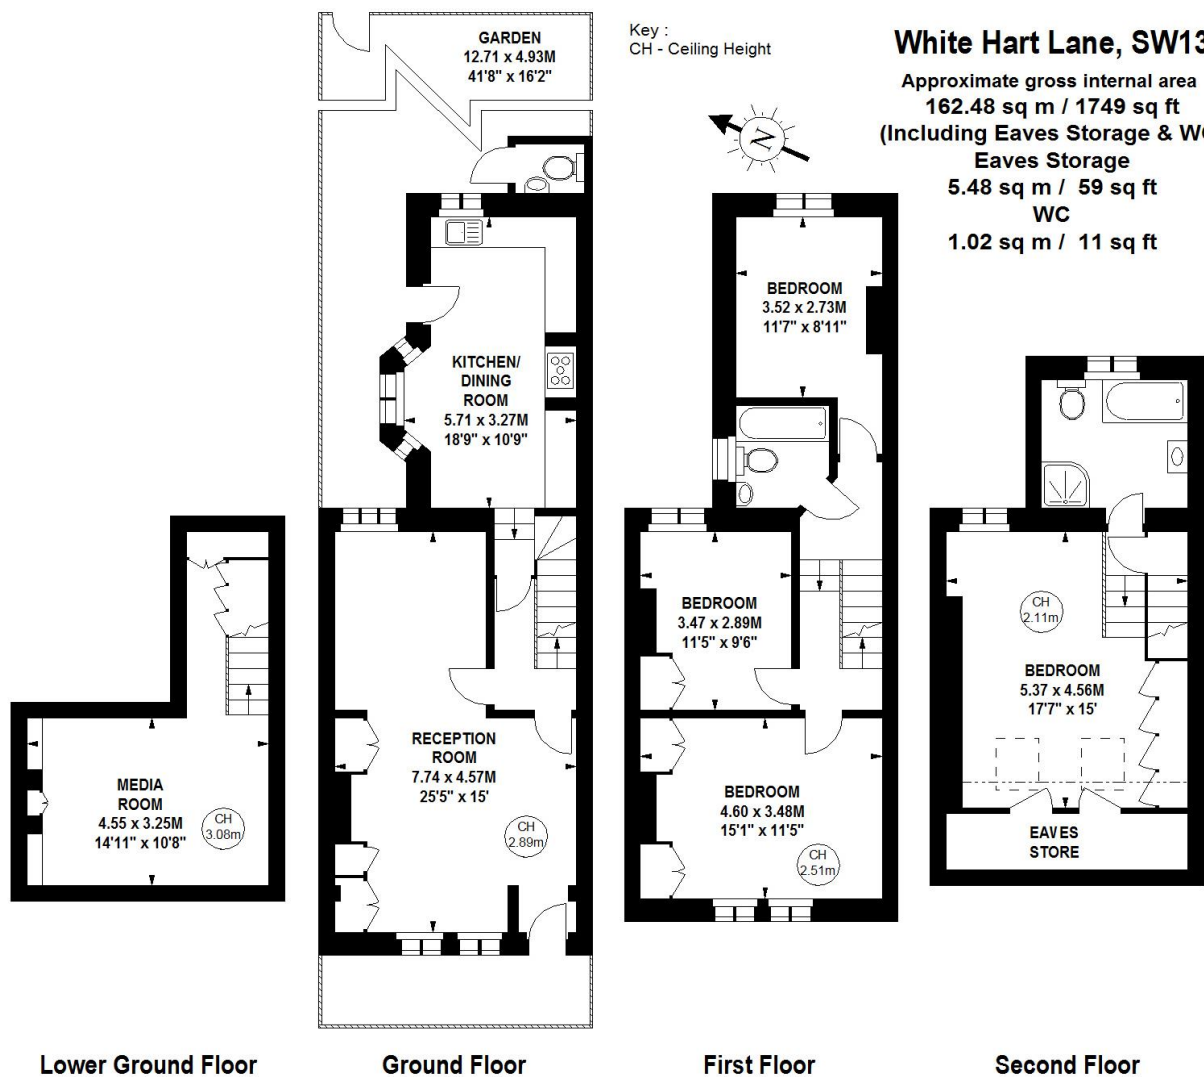 Key :
CH - Ceiling Height
White Hart Lane, SW13
Approximate gross internal area
162.48 sq m / 1749 sq ft
(Including Eaves Storage & WC
Eaves Storage
5.48 sq m / 59 sq ft
WC
1.02 sq m / 11 sq ft
N
GARDEN
12.71 x 4.93M
41'8" x 16'2"
KITCHEN/
DINING
ROOM
5.71 x 3.27M
18'9" x 10'9"
RECEPTION
ROOM
7.74 x 4.57M
25'5" x 15'
CH
2.89m
MEDIA
ROOM
4.55 x 3.25M
14'11" x 10'8"
CH
3.08m
BEDROOM
3.52 x 2.73M
11'7" x 8'11"
BEDROOM
3.47 x 2.89M
11'5" x 9'6"
BEDROOM
4.60 x 3.48M
15'1" x 11'5"
CH
2.51m
CH
2.11m
BEDROOM
5.37 x 4.56M
17'7" x 15'
EAVES
STORE
Lower Ground Floor
Ground Floor
First Floor
Second Floor